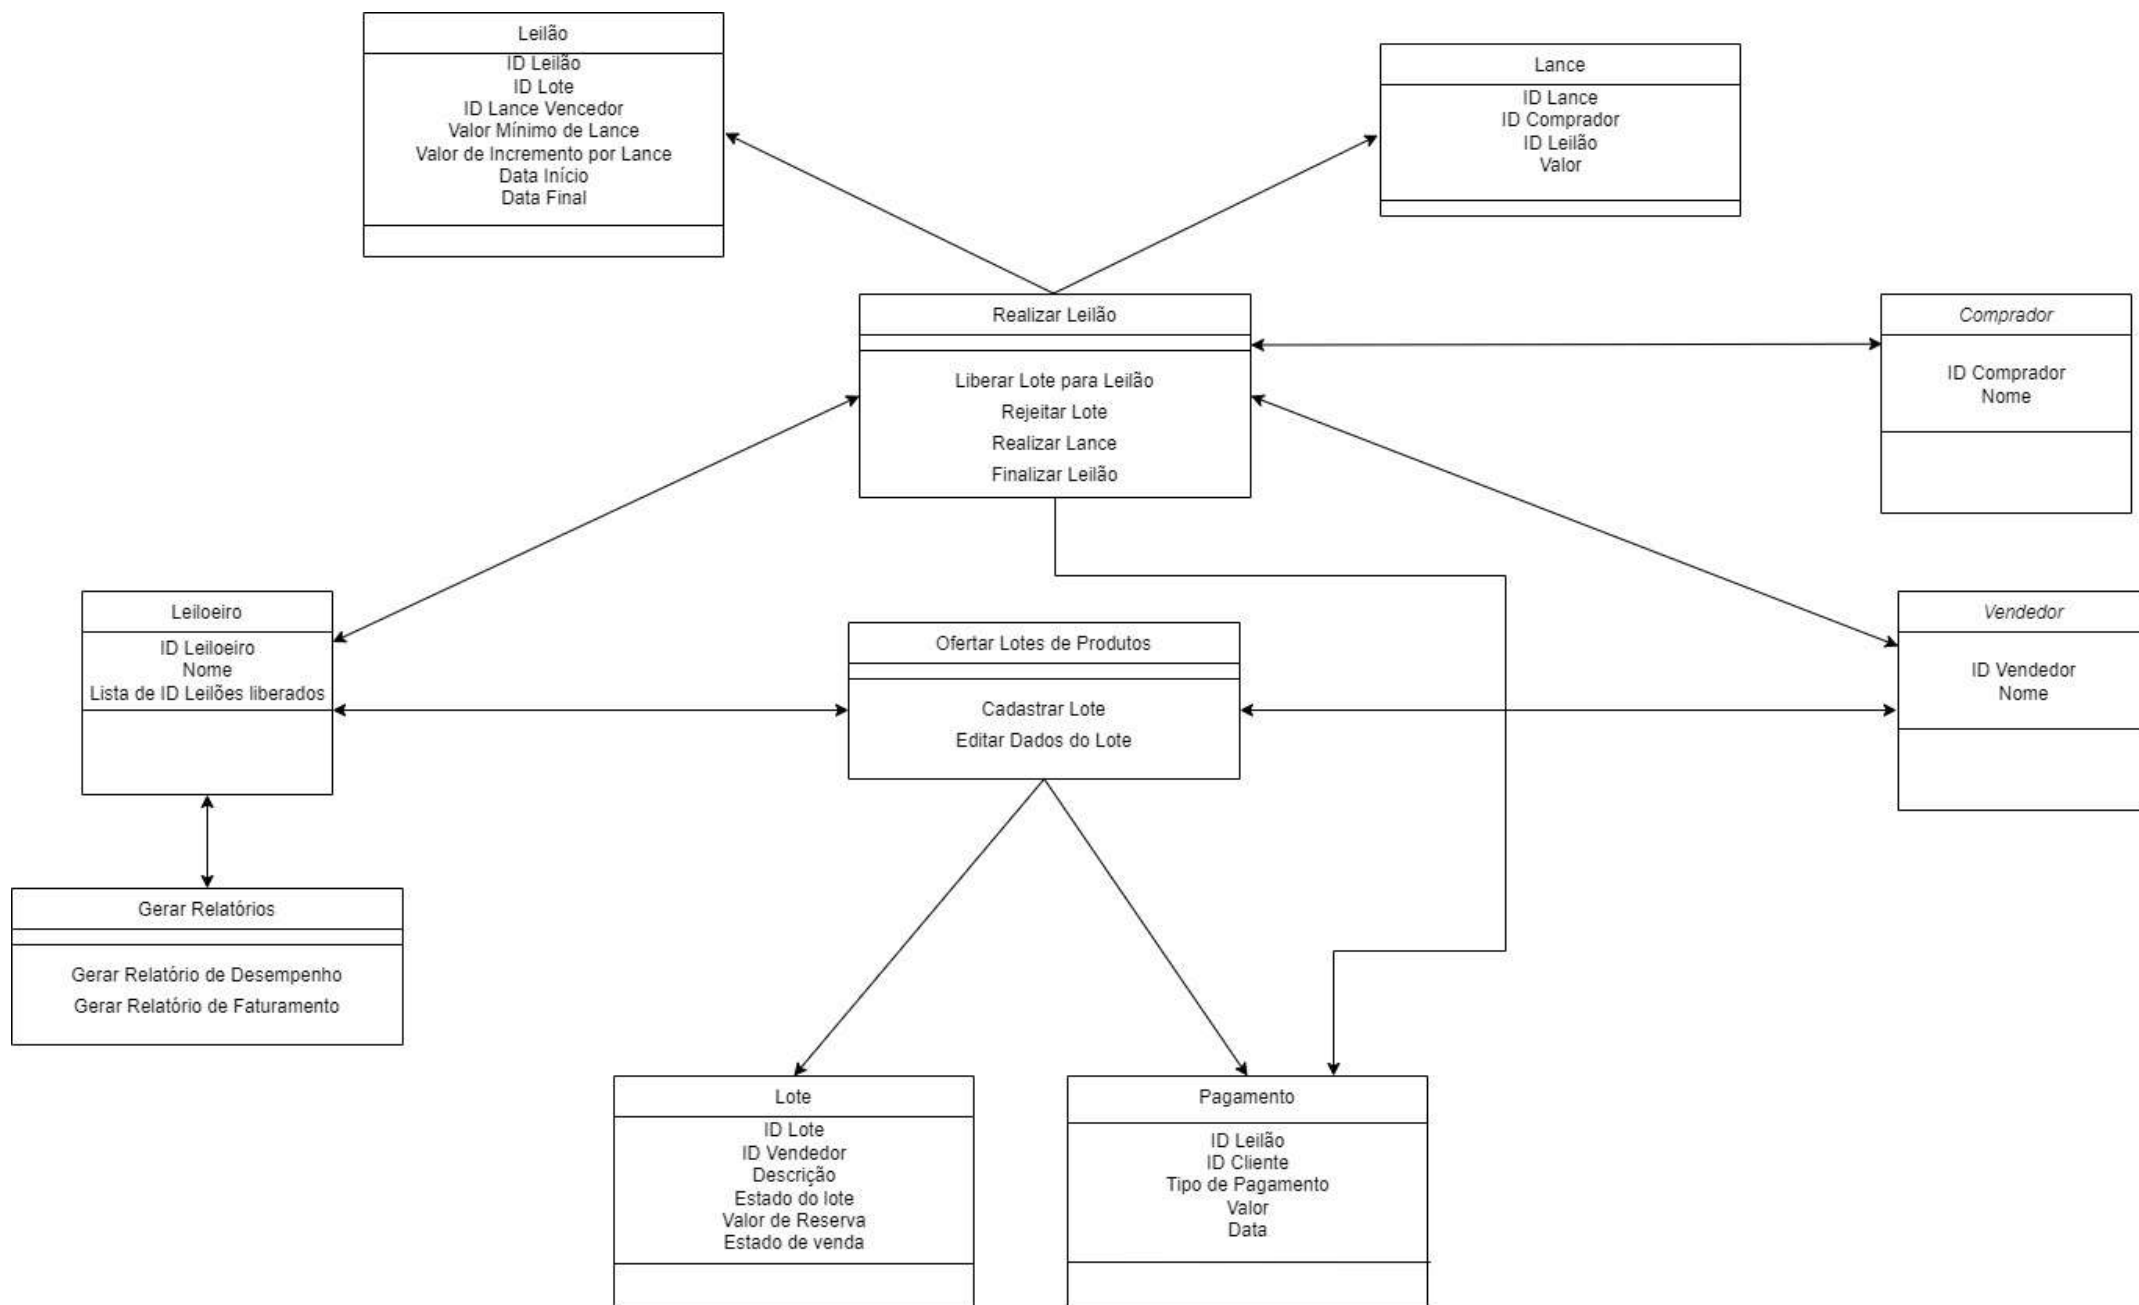 Leilão
ID Leilão
ID Lote
ID Lance Vencedor
Valor Mínimo de Lance
Valor de Incremento por Lance
Data Início
Data Final
Lance
ID Lance
ID Comprador
ID Leilão
Valor
Realizar Leilão
Liberar Lote para Leilão
Rejeitar Lote
Realizar Lance
Finalizar Leilão
Comprador
ID Comprador
Nome
Leiloeiro
ID Leiloeiro
Nome
Lista de ID Leilões liberados
Ofertar Lotes de Produtos
Cadastrar Lote
Editar Dados do Lote
Vendedor
ID Vendedor
Nome
Gerar Relatórios
Gerar Relatório de Desempenho
Gerar Relatório de Faturamento
Lote
ID Lote
ID Vendedor
Descrição
Estado do lote
Valor de Reserva
Estado de venda
Pagamento
ID Leilão
ID Cliente
Tipo de Pagamento
Valor
Data